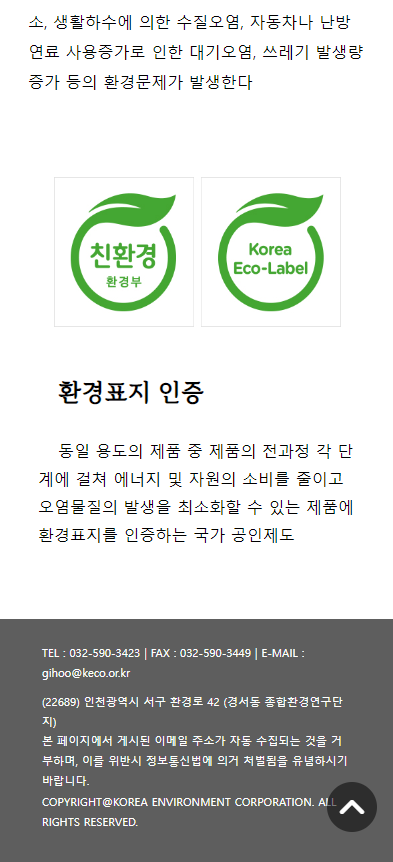 소, 생활하수에 의한 수질오염, 자동차나 난방
연료 사용증가로 인한 대기오염, 쓰레기 발생량
증가 등의 환경문제가 발생한다
친환경
환경부
Korea
Eco-Label
환경표지 인증
동일 용도의 제품 중 제품의 전과정 각 단
계에 걸쳐 에너지 및 자원의 소비를 줄이고
오염물질의 발생을 최소화할 수 있는 제품에
환경표지를 인증하는 국가 공인제도
TEL : 032-590-3423 | FAX : 032-590-3449 | E-MAIL :
gihoo@keco.or.kr
(22689) 인천광역시 서구 환경로 42 (경서동 종합환경연구단
지)
본 페이지에서 게시된 이메일 주소가 자동 수집되는 것을 거
부하며, 이를 위반시 정보통신법에 의거 처벌됨을 유념하시기
바랍니다.
COPYRIGHT@KOREA ENVIRONMENT CORPORATION. ALL
RIGHTS RESERVED.